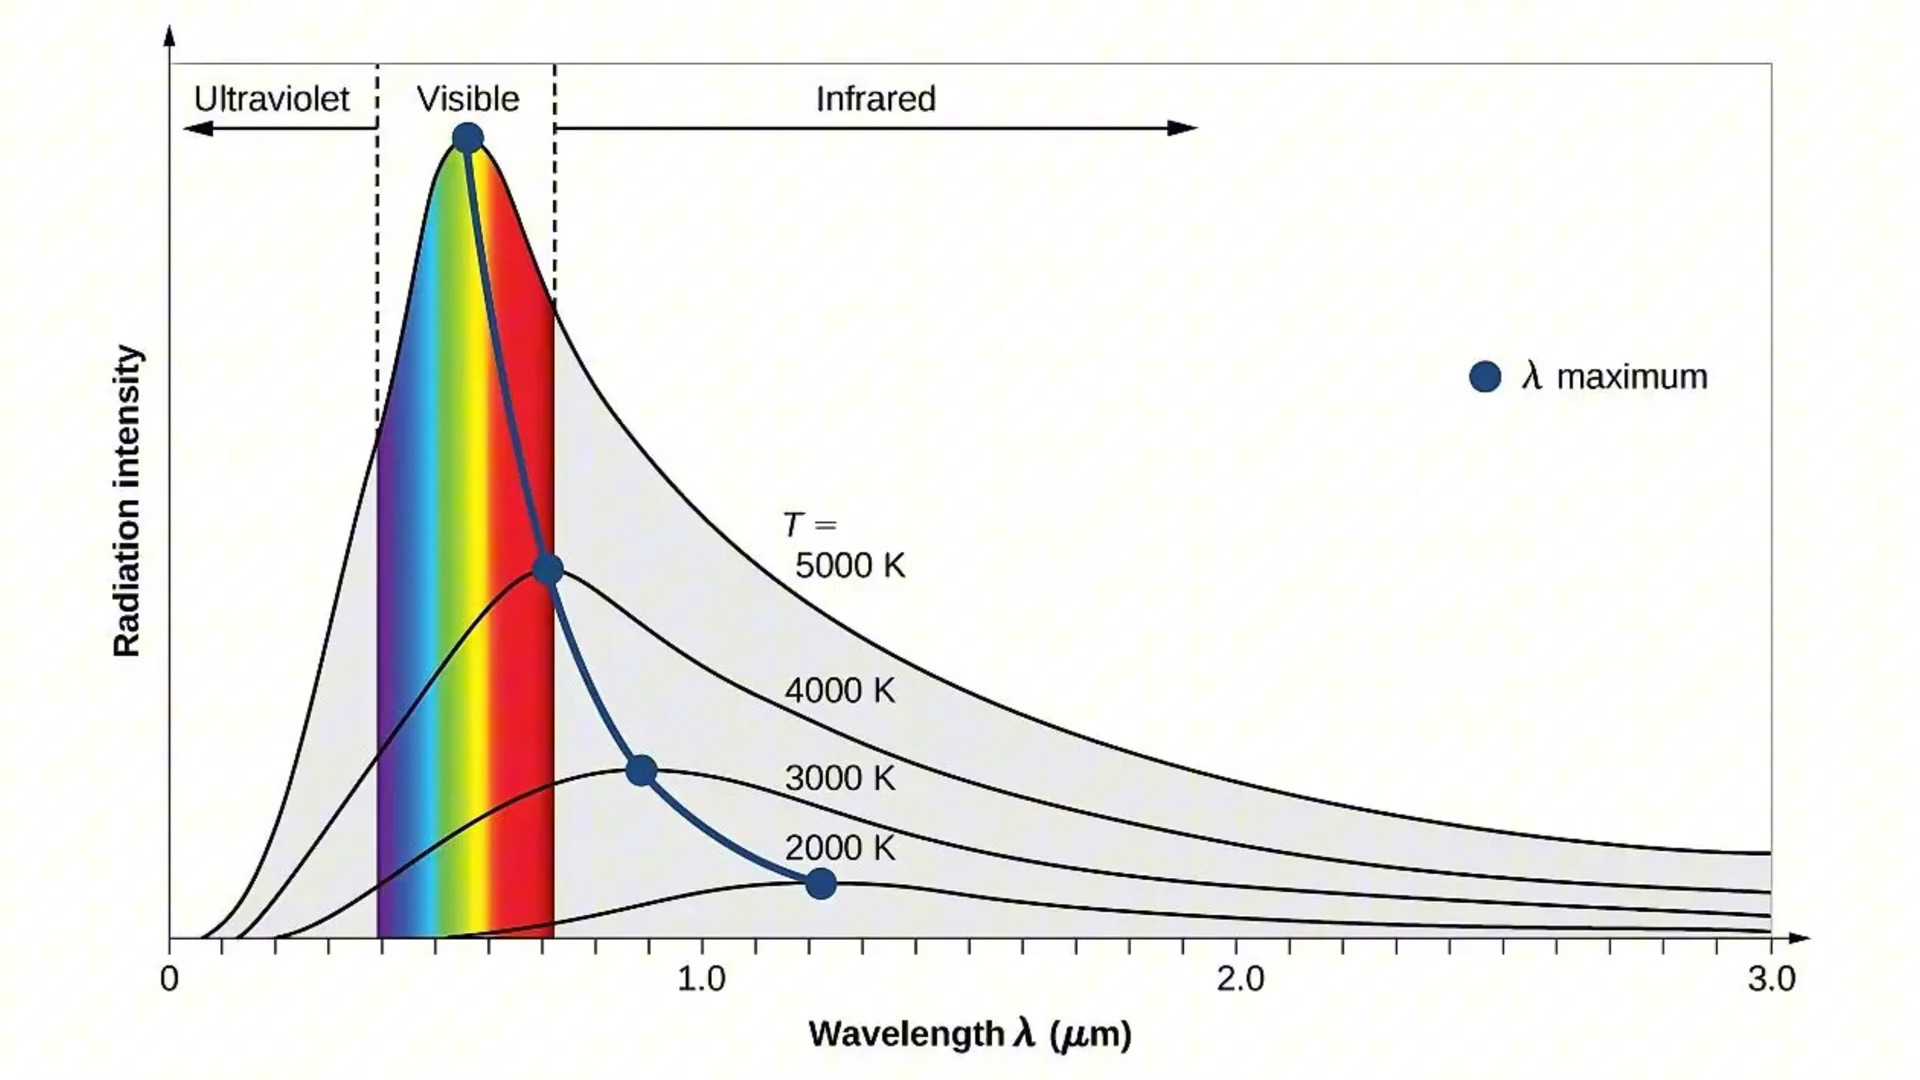 Ultraviolet
Visible
Infrared
λ maximum
Radiation intensity
T =
5000 K
4000 K
3000 K
2000 K
0
1.0
2.0
3.0
Wavelength λ (μm)